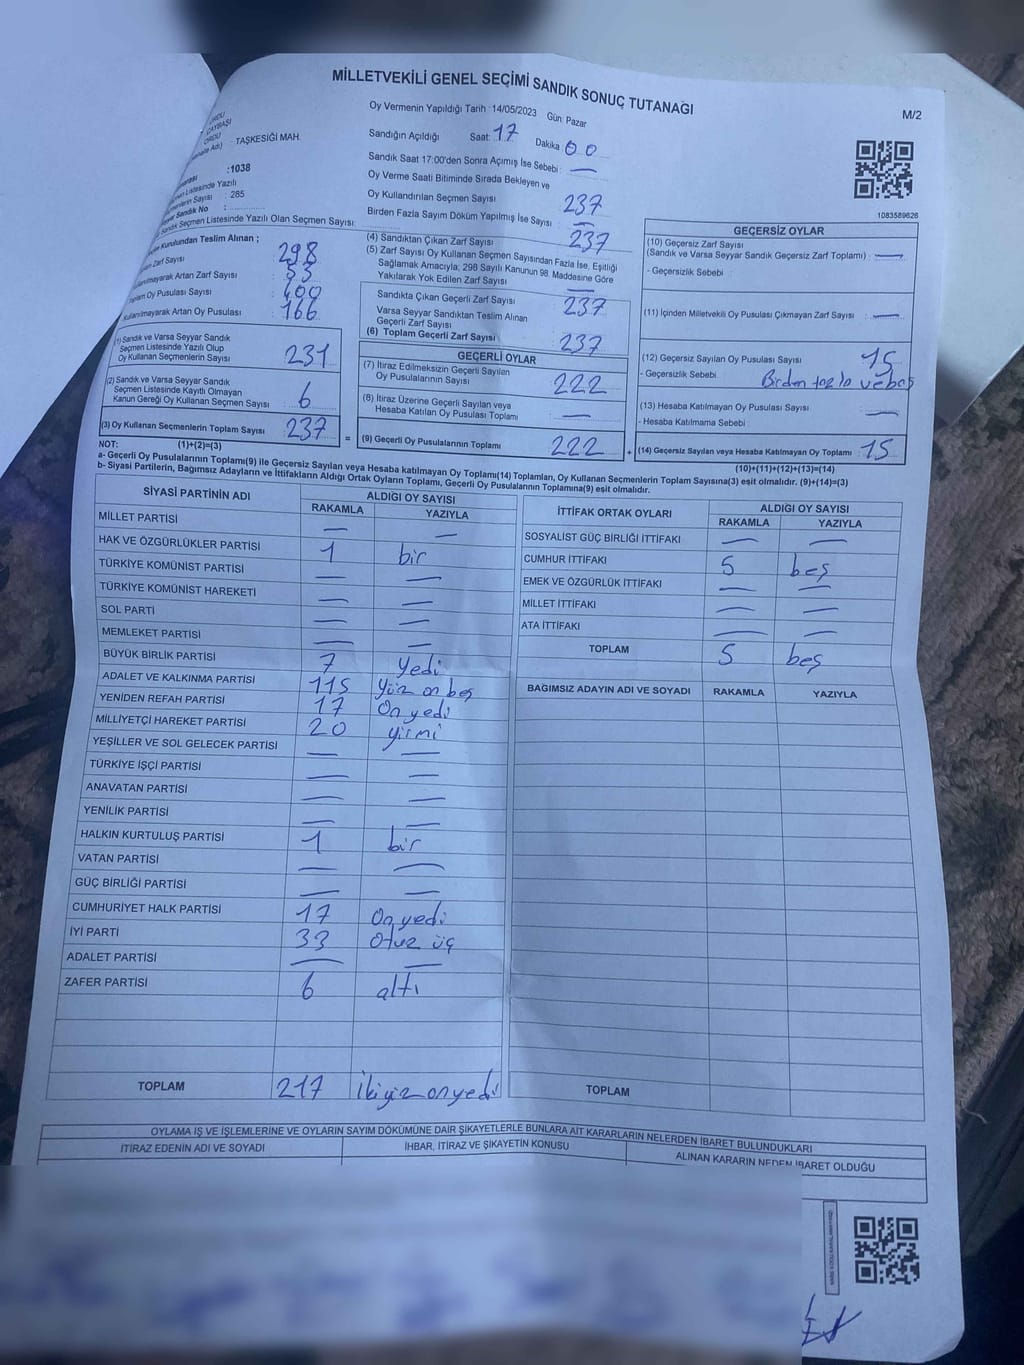 MİLLETVEKİLİ GENEL SEÇİMİ SANDIK SONUÇ TUTANAĞI
M/2
Oy Vermenin Yapıldığı Tarih : 14/05/2023 Gün: Pazar
ORDU
ÇAYBAŞI
ORDU
Adı) : TAŞKESİĞİ MAH.
Sandığın Açıldığı Saat: 17 Dakika 00
Sandık Saat 17:00'den Sonra Açımış İse Sebebi: —
Oy Verme Saati Bitiminde Sırada Bekleyen ve
Oy Kullandırılan Seçmen Sayısı 237
Birden Fazla Sayım Döküm Yapılmış İse Sayısı —
:1038
Listesinde Yazılı
Sayısı : 285
Sandık No :
Sandık Seçmen Listesinde Yazılı Olan Seçmen Sayısı:
1083589626
Kurulundan Teslim Alınan ;
Zarf Sayısı 298
Artan Zarf Sayısı 53
Oy Pusulası Sayısı 400
Artan Oy Pusulası 166
(1) Sandık ve Varsa Seyyar Sandık
Seçmen Listesinde Yazılı Olup
Oy Kullanan Seçmenlerin Sayısı 231
(2) Sandık ve Varsa Seyyar Sandık
Seçmen Listesinde Kayıtlı Olmayan
Kanun Gereği Oy Kullanan Seçmen Sayısı 6
(3) Oy Kullanan Seçmenlerin Toplam Sayısı 237 =
(4) Sandıktan Çıkan Zarf Sayısı 237
(5) Zarf Sayısı Oy Kullanan Seçmen Sayısından Fazla İse, Eşitliği
Sağlamak Amacıyla; 298 Sayılı Kanunun 98. Maddesine Göre
Yakılarak Yok Edilen Zarf Sayısı —
Sandıkta Çıkan Geçerli Zarf Sayısı 237
Varsa Seyyar Sandıktan Teslim Alınan
Geçerli Zarf Sayısı
(6) Toplam Geçerli Zarf Sayısı 237
GEÇERLİ OYLAR
(7) İtiraz Edilmeksizin Geçerli Sayılan
Oy Pusulalarının Sayısı 222
(8) İtiraz Üzerine Geçerli Sayılan veya
Hesaba Katılan Oy Pusulası Toplamı —
(9) Geçerli Oy Pusulalarının Toplamı 222 +
GEÇERSİZ OYLAR
(10) Geçersiz Zarf Sayısı
(Sandık ve Varsa Seyyar Sandık Geçersiz Zarf Toplamı) : —
- Geçersizlik Sebebi :
(11) İçinden Milletvekili Oy Pusulası Çıkmayan Zarf Sayısı : —
(12) Geçersiz Sayılan Oy Pusulası Sayısı 15
- Geçersizlik Sebebi : Birden fazla ve boş
(13) Hesaba Katılmayan Oy Pusulası Sayısı : —
- Hesaba Katılmama Sebebi :
(14) Geçersiz Sayılan veya Hesaba Katılmayan Oy Toplamı : 15
NOT: (1)+(2)=(3)
(10)+(11)+(12)+(13)=(14)
a- Geçerli Oy Pusulalarının Toplamı(9) ile Geçersiz Sayılan veya Hesaba katılmayan Oy Toplamı(14) Toplamları, Oy Kullanan Seçmenlerin Toplam Sayısına(3) eşit olmalıdır. (9)+(14)=(3)
b- Siyasi Partilerin, Bağımsız Adayların ve İttifakların Aldığı Ortak Oyların Toplamı, Geçerli Oy Pusulalarının Toplamına(9) eşit olmalıdır.
SİYASİ PARTİNİN ADI ALDIĞI OY SAYISI
RAKAMLA YAZIYLA
MİLLET PARTİSİ — —
HAK VE ÖZGÜRLÜKLER PARTİSİ 1 bir
TÜRKİYE KOMÜNİST PARTİSİ — —
TÜRKİYE KOMÜNİST HAREKETİ — —
SOL PARTİ — —
MEMLEKET PARTİSİ — —
BÜYÜK BİRLİK PARTİSİ 7 yedi
ADALET VE KALKINMA PARTİSİ 115 yüz on beş
YENİDEN REFAH PARTİSİ 17 On yedi
MİLLİYETÇİ HAREKET PARTİSİ 20 yirmi
YEŞİLLER VE SOL GELECEK PARTİSİ — —
TÜRKİYE İŞÇİ PARTİSİ — —
ANAVATAN PARTİSİ — —
YENİLİK PARTİSİ — —
HALKIN KURTULUŞ PARTİSİ 1 bir
VATAN PARTİSİ — —
GÜÇ BİRLİĞİ PARTİSİ — —
CUMHURİYET HALK PARTİSİ 17 On yedi
İYİ PARTİ 33 Otuz üç
ADALET PARTİSİ — —
ZAFER PARTİSİ 6 altı
TOPLAM 217 İkiyüz onyedi
İTTİFAK ORTAK OYLARI ALDIĞI OY SAYISI
RAKAMLA YAZIYLA
SOSYALİST GÜÇ BİRLİĞİ İTTİFAKI — —
CUMHUR İTTİFAKI 5 beş
EMEK VE ÖZGÜRLÜK İTTİFAKI — —
MİLLET İTTİFAKI — —
ATA İTTİFAKI — —
TOPLAM 5 beş
BAĞIMSIZ ADAYIN ADI VE SOYADI RAKAMLA YAZIYLA
TOPLAM
OYLAMA İŞ VE İŞLEMLERİNE VE OYLARIN SAYIM DÖKÜMÜNE DAİR ŞİKAYETLERLE BUNLARA AİT KARARLARIN NELERDEN İBARET BULUNDUKLARI
İTİRAZ EDENİN ADI VE SOYADI İHBAR, İTİRAZ VE ŞİKAYETİN KONUSU ALINAN KARARIN NEDEN İBARET OLDUĞU